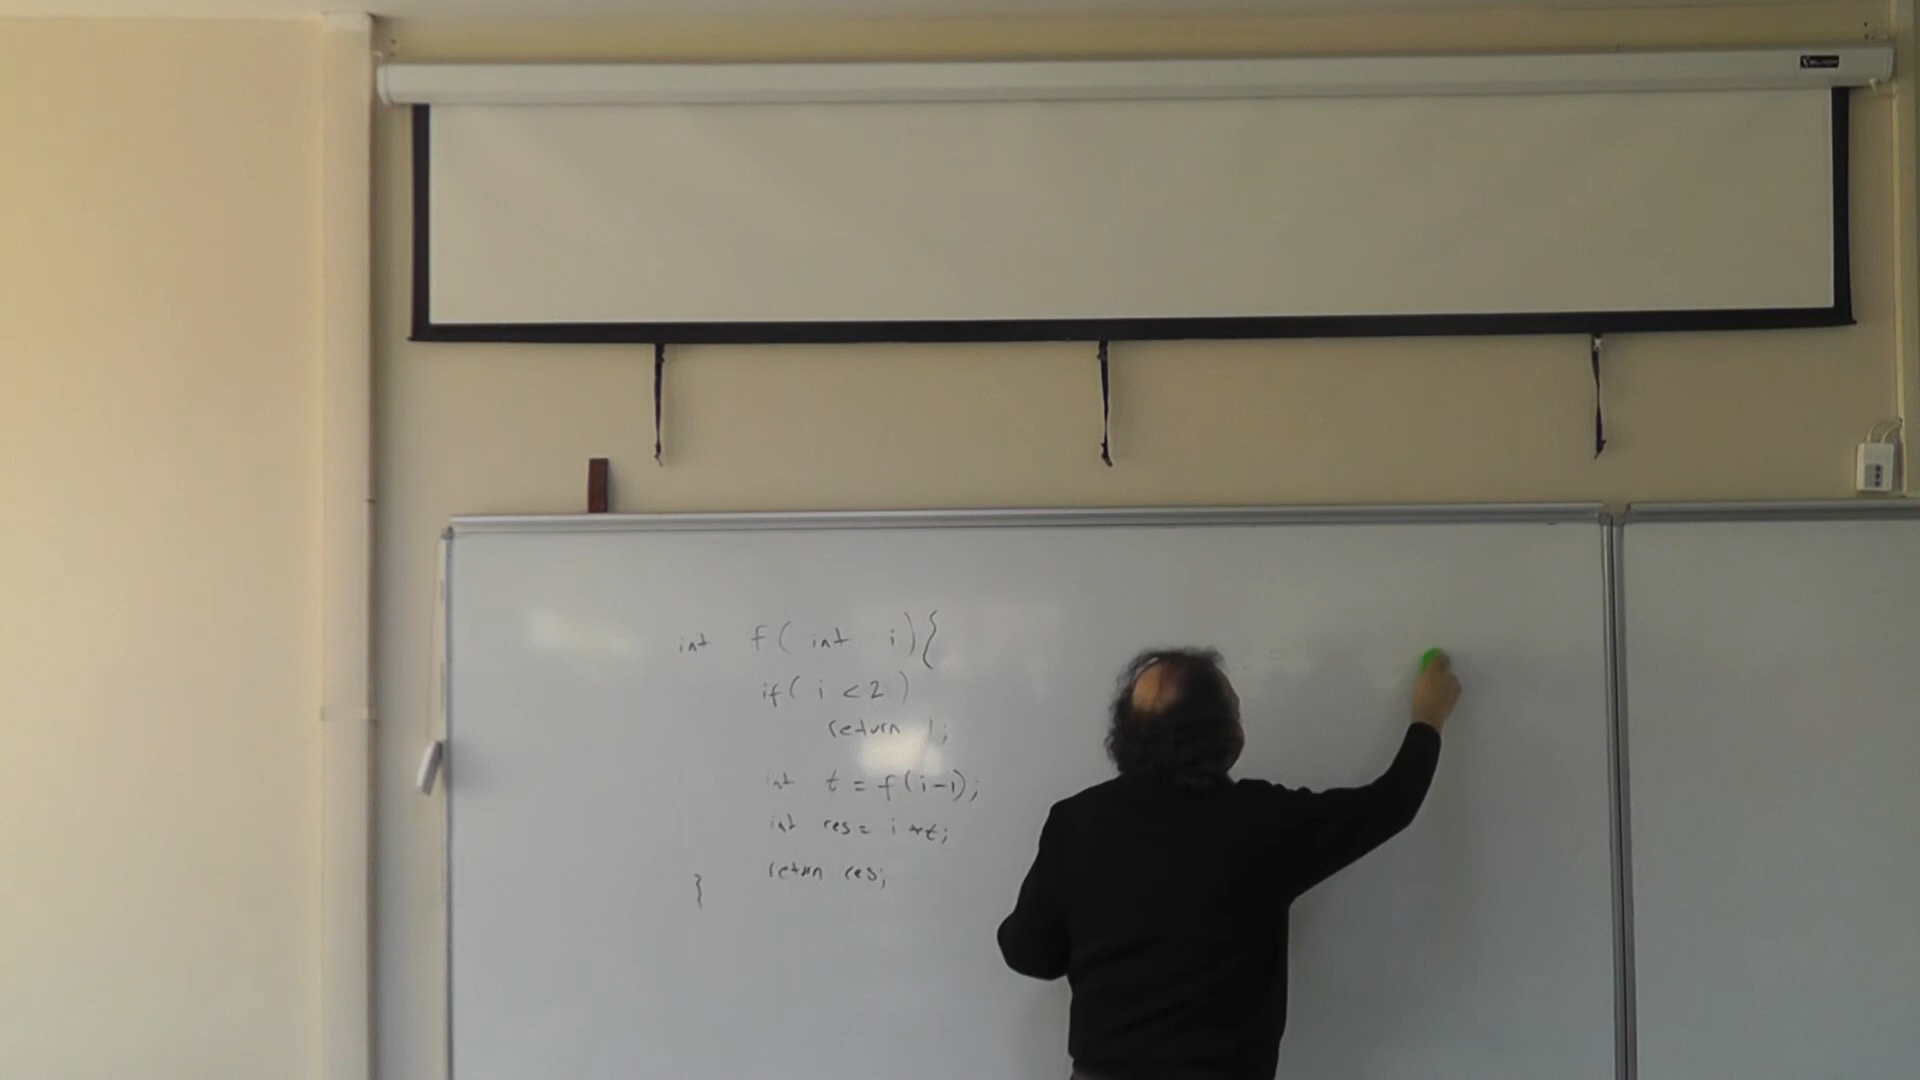 int f( int i){
if( i < 2 )
return 1;
int t = f(i-1);
int res = i * t;
return res;
}